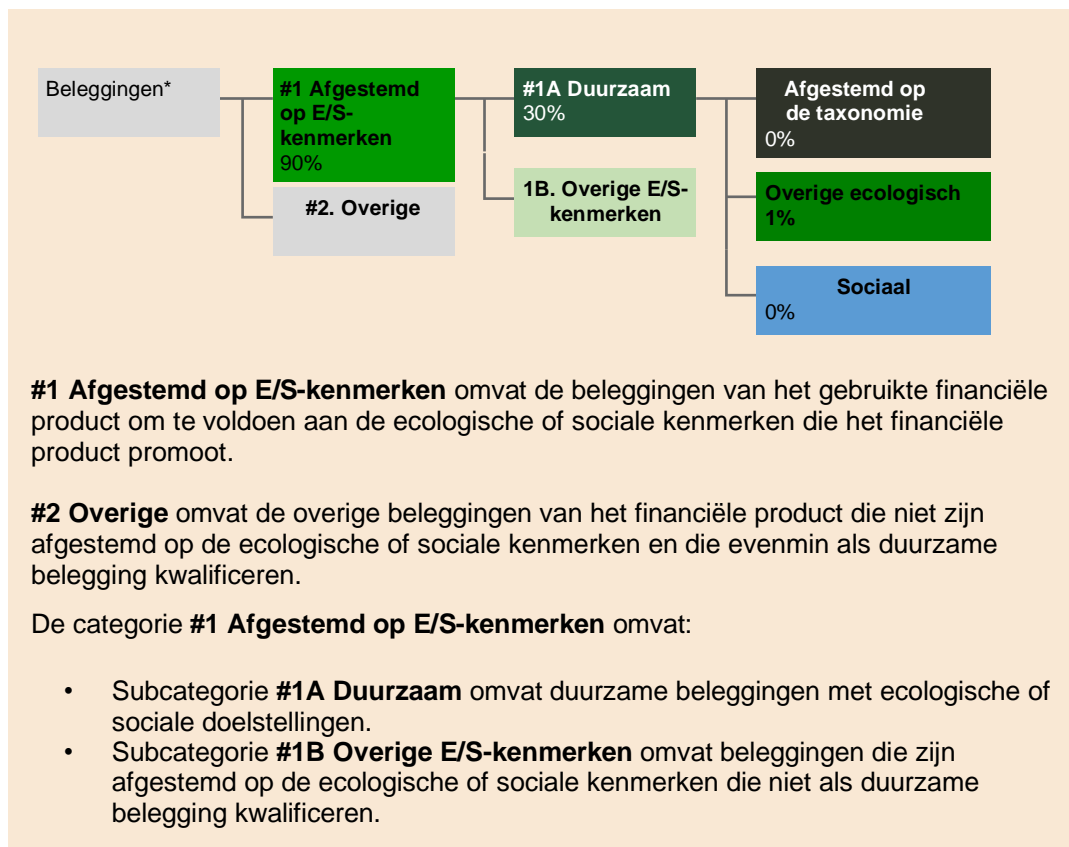 Beleggingen*
#1 Afgestemd
op E/S-
kenmerken
90%
#2. Overige
#1A Duurzaam
30%
1B. Overige E/S-
kenmerken
Afgestemd op
de taxonomie
0%
Overige ecologisch
1%
Sociaal
0%
#1 Afgestemd op E/S-kenmerken omvat de beleggingen van het gebruikte financiële
product om te voldoen aan de ecologische of sociale kenmerken die het financiële
product promoot.
#2 Overige omvat de overige beleggingen van het financiële product die niet zijn
afgestemd op de ecologische of sociale kenmerken en die evenmin als duurzame
belegging kwalificeren.
De categorie #1 Afgestemd op E/S-kenmerken omvat:
• Subcategorie #1A Duurzaam omvat duurzame beleggingen met ecologische of
sociale doelstellingen.
• Subcategorie #1B Overige E/S-kenmerken omvat beleggingen die zijn
afgestemd op de ecologische of sociale kenmerken die niet als duurzame
belegging kwalificeren.